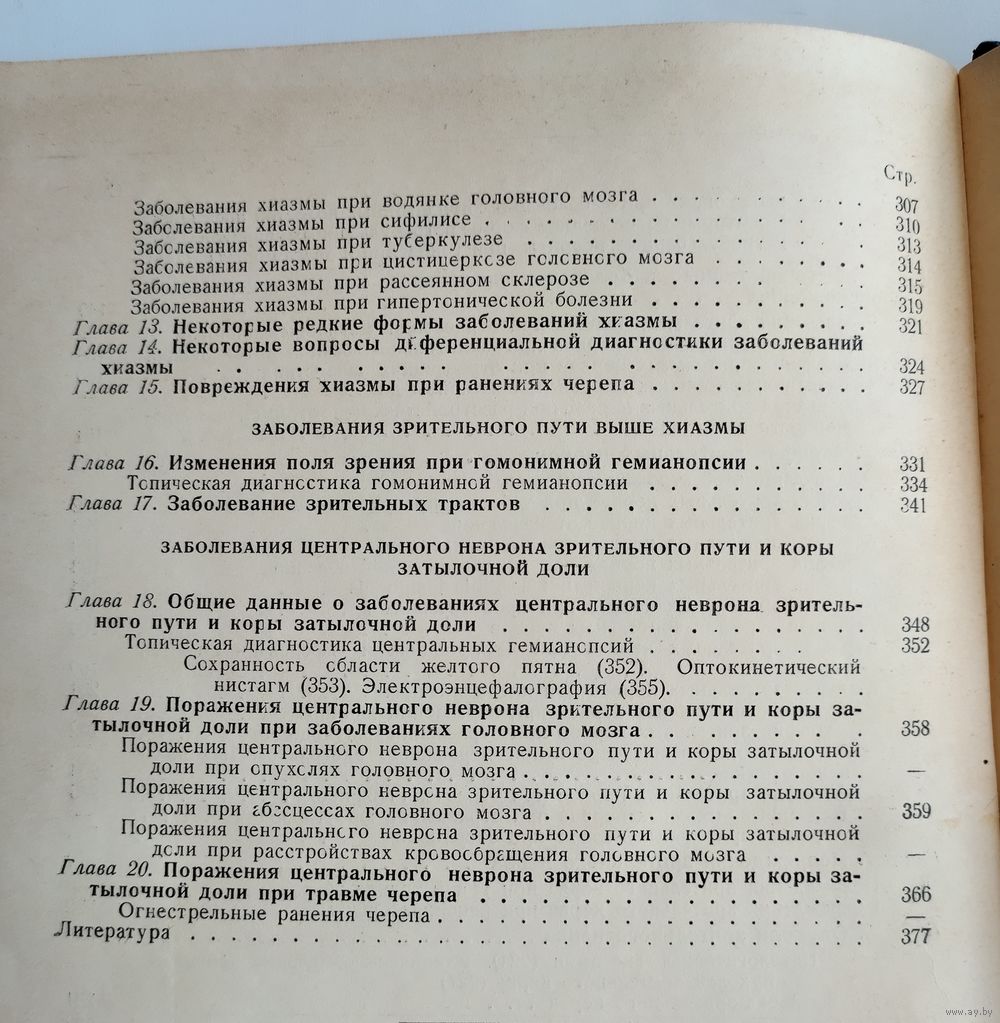 Стр.
Заболевания хиазмы при водянке головного мозга . . . . . . . . . . . 307
Заболевания хиазмы при сифилисе . . . . . . . . . . . . . . . . 310
Заболевания хиазмы при туберкулезе . . . . . . . . . . . . . . . 313
Заболевания хиазмы при цистицеркозе головного мозга . . . . . . . . 314
Заболевания хиазмы при рассеянном склерозе . . . . . . . . . . . . 315
Заболевания хиазмы при гипертонической болезни . . . . . . . . . . . 319
Глава 13. Некоторые редкие формы заболеваний хиазмы . . . . . . . . . 321
Глава 14. Некоторые вопросы дифференциальной диагностики заболеваний
хиазмы . . . . . . . . . . . . . . . . . . . . . . . . . . 324
Глава 15. Повреждения хиазмы при ранениях черепа . . . . . . . . . . . 327
ЗАБОЛЕВАНИЯ ЗРИТЕЛЬНОГО ПУТИ ВЫШЕ ХИАЗМЫ
Глава 16. Изменения поля зрения при гомонимной гемианопсии . . . . . . 331
Топическая диагностика гомонимной гемианопсии . . . . . . . . . . . 334
Глава 17. Заболевание зрительных трактов . . . . . . . . . . . . . . . . 341
ЗАБОЛЕВАНИЯ ЦЕНТРАЛЬНОГО НЕВРОНА ЗРИТЕЛЬНОГО ПУТИ И КОРЫ
ЗАТЫЛОЧНОЙ ДОЛИ
Глава 18. Общие данные о заболеваниях центрального неврона зритель-
ного пути и коры затылочной доли . . . . . . . . . . . . . . . . . . 348
Топическая диагностика центральных гемианопсий . . . . . . . . 352
Сохранность области желтого пятна (352). Оптокинетический
нистагм (353). Электроэнцефалография (355). . . . . . . . . .
Глава 19. Поражения центрального неврона зрительного пути и коры за-
тылочной доли при заболеваниях головного мозга . . . . . . . . . . 358
Поражения центрального неврона зрительного пути и коры затылочной
доли при опухолях головного мозга . . . . . . . . . . . . . . . . . —
Поражения центрального неврона зрительного пути и коры затылочной
доли при абсцессах головного мозга . . . . . . . . . . . . . . . . 359
Поражения центрального неврона зрительного пути и коры затылочной
доли при расстройствах кровообращения головного мозга . . . . . —
Глава 20. Поражения центрального неврона зрительного пути и коры за-
тылочной доли при травме черепа . . . . . . . . . . . . . . . . . . . 366
Огнестрельные ранения черепа . . . . . . . . . . . . . . . . . . . . . —
Литература . . . . . . . . . . . . . . . . . . . . . . . . . . . . . . . . 377
www.ay.by